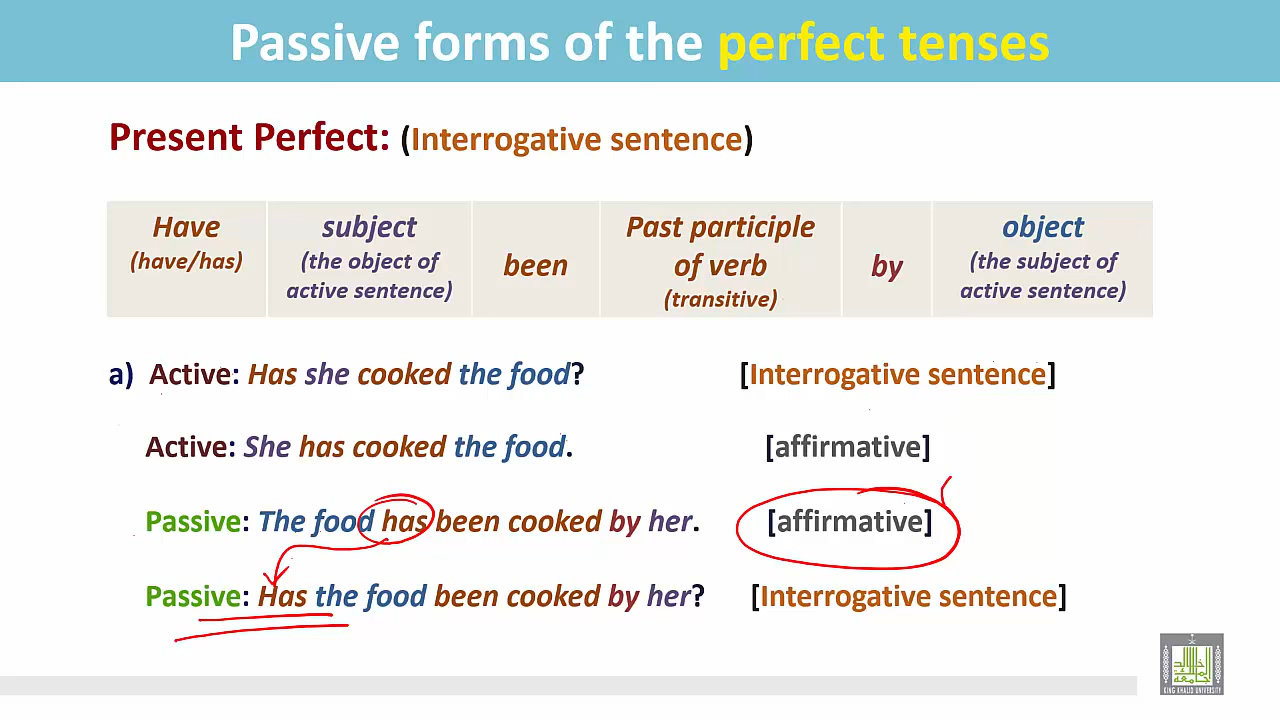 Passive forms of the perfect tenses
Present Perfect: (Interrogative sentence)
Have
(have/has)
subject
(the object of
active sentence)
been
Past participle
of verb
(transitive)
by
object
(the subject of
active sentence)
a) Active: Has she cooked the food? [Interrogative sentence]
Active: She has cooked the food. [affirmative]
Passive: The food has been cooked by her. [affirmative]
Passive: Has the food been cooked by her? [Interrogative sentence]
KING KHALID UNIVERSITY